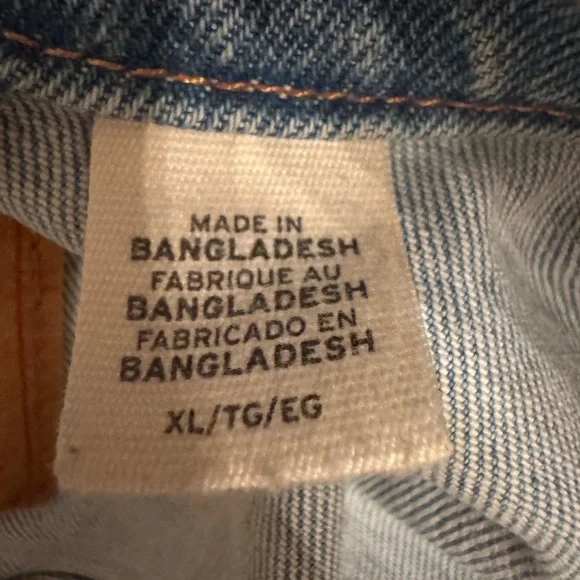 MADE IN
BANGLADESH
FABRIQUE AU
BANGLADESH
FABRICADO EN
BANGLADESH
XL/TG/EG